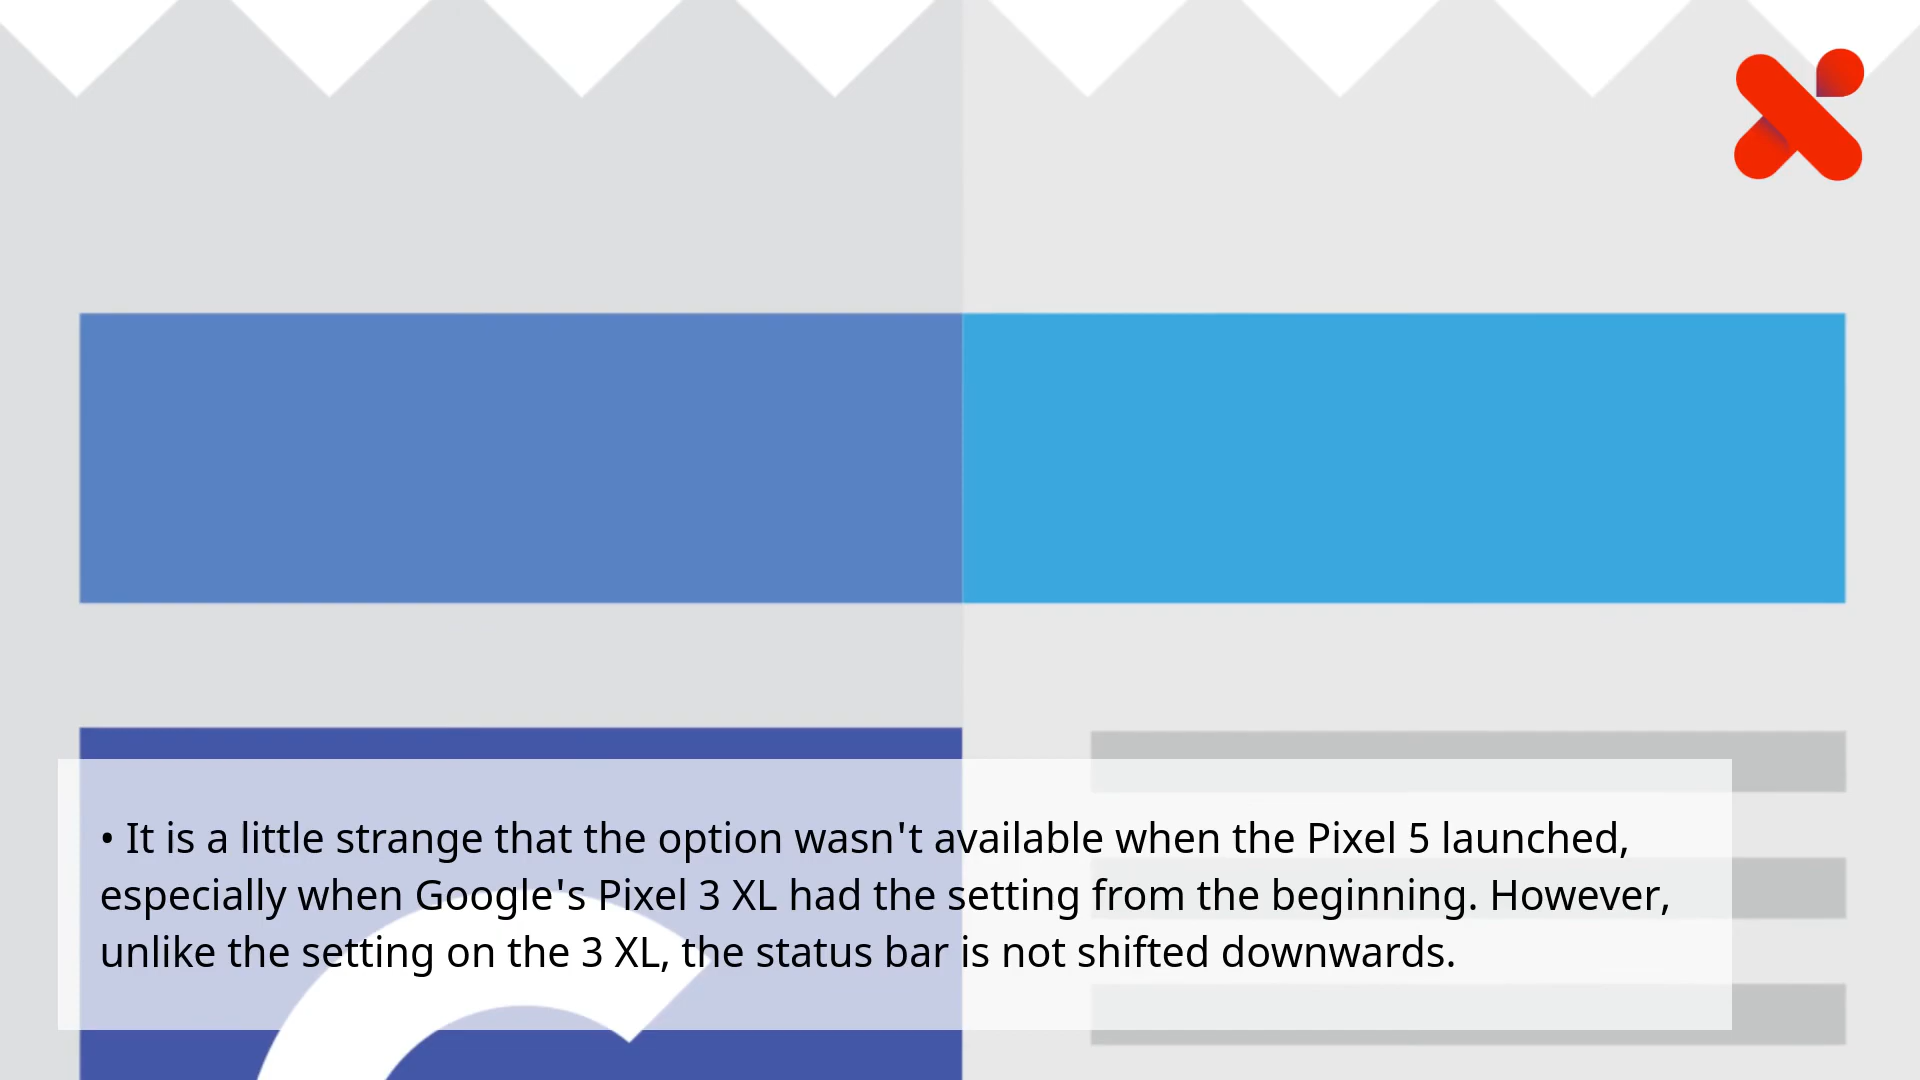 • It is a little strange that the option wasn't available when the Pixel 5 launched,
especially when Google's Pixel 3 XL had the setting from the beginning. However,
unlike the setting on the 3 XL, the status bar is not shifted downwards.